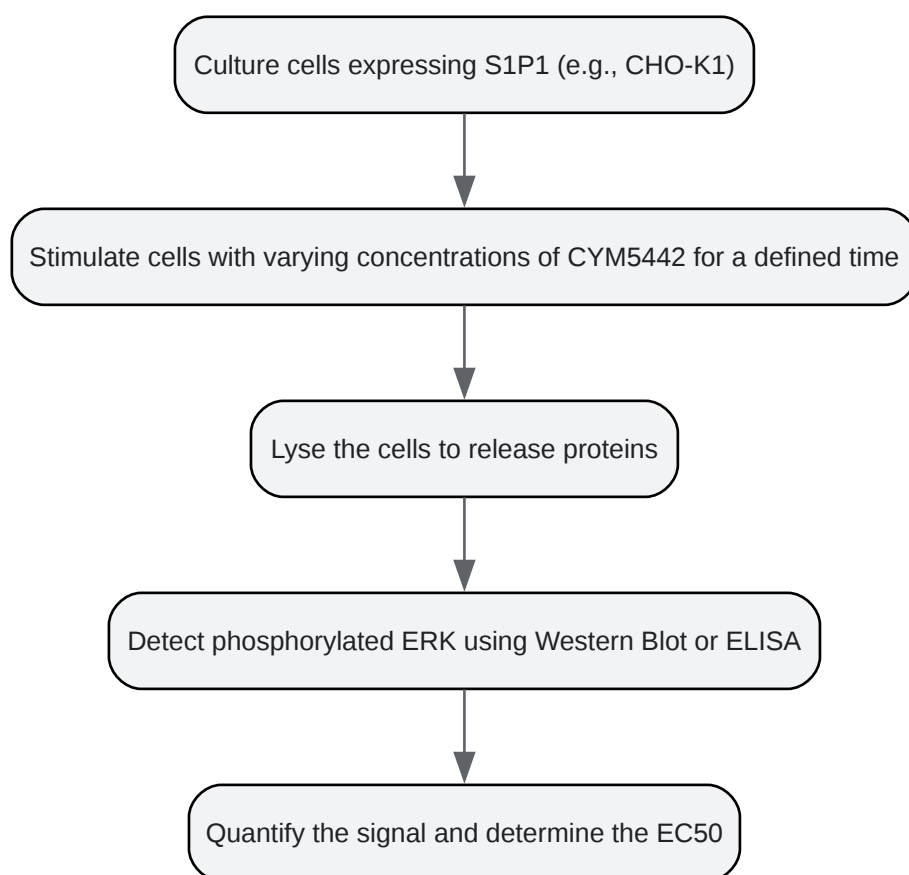 Culture cells expressing S1P1 (e.g., CHO-K1)
Stimulate cells with varying concentrations of CYM5442 for a defined time
Lyse the cells to release proteins
Detect phosphorylated ERK using Western Blot or ELISA
Quantify the signal and determine the EC50